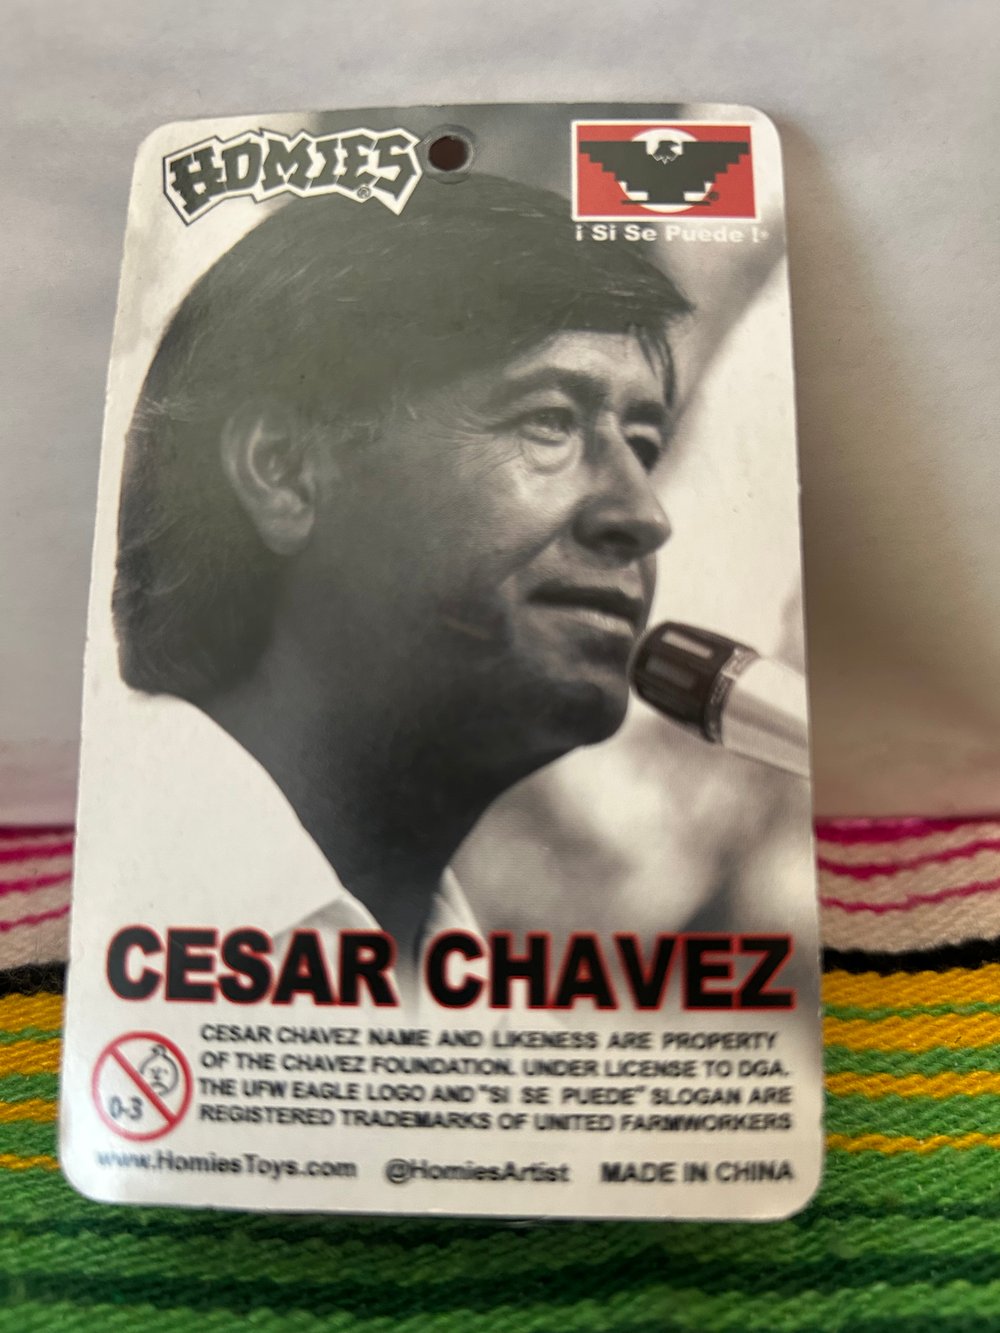 HOMIES®
¡ Si Se Puede !®
CESAR CHAVEZ
CESAR CHAVEZ NAME AND LIKENESS ARE PROPERTY
OF THE CHAVEZ FOUNDATION. UNDER LICENSE TO DGA.
THE UFW EAGLE LOGO AND "SI SE PUEDE" SLOGAN ARE
REGISTERED TRADEMARKS OF UNITED FARMWORKERS
0-3
www.HomiesToys.com @HomiesArtist MADE IN CHINA